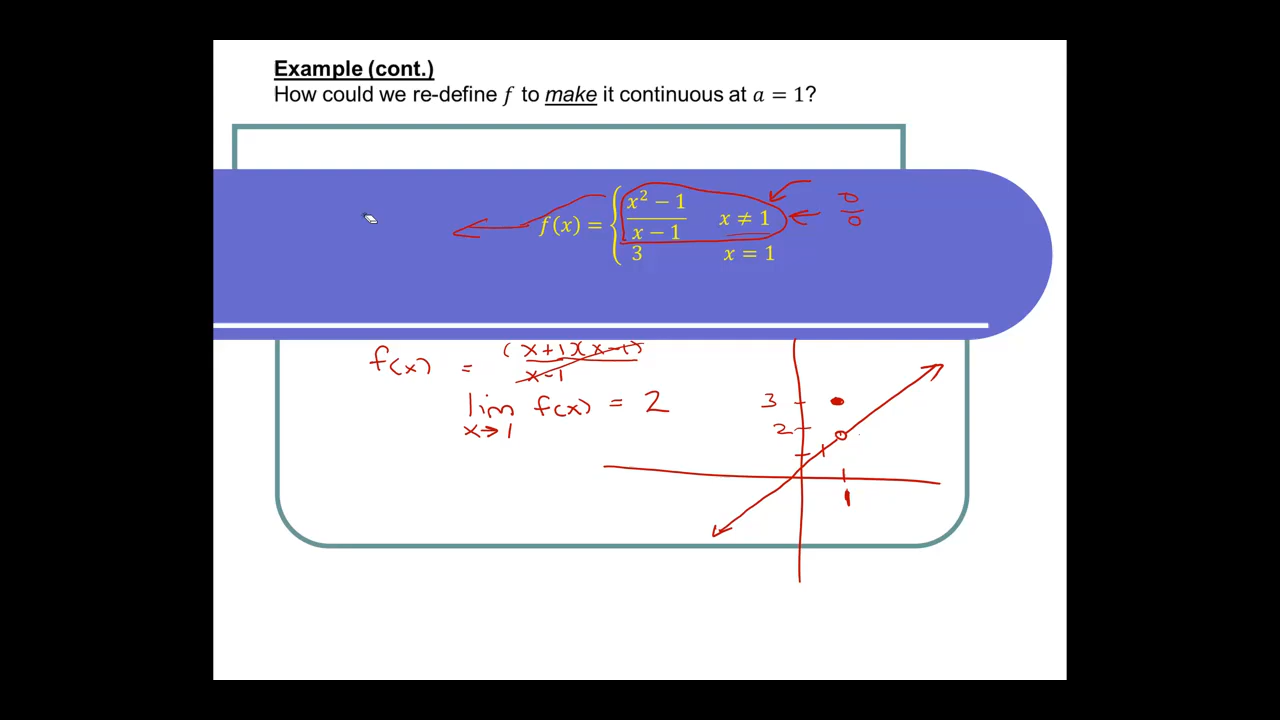 Example (cont.)
How could we re-define f to make it continuous at a = 1?
f(x) = { (x² − 1)/(x − 1) x ≠ 1
3 x = 1
0/0
f(x) = (x+1)(x-1)/(x-1)
lim x→1 f(x) = 2
3
2
1
1